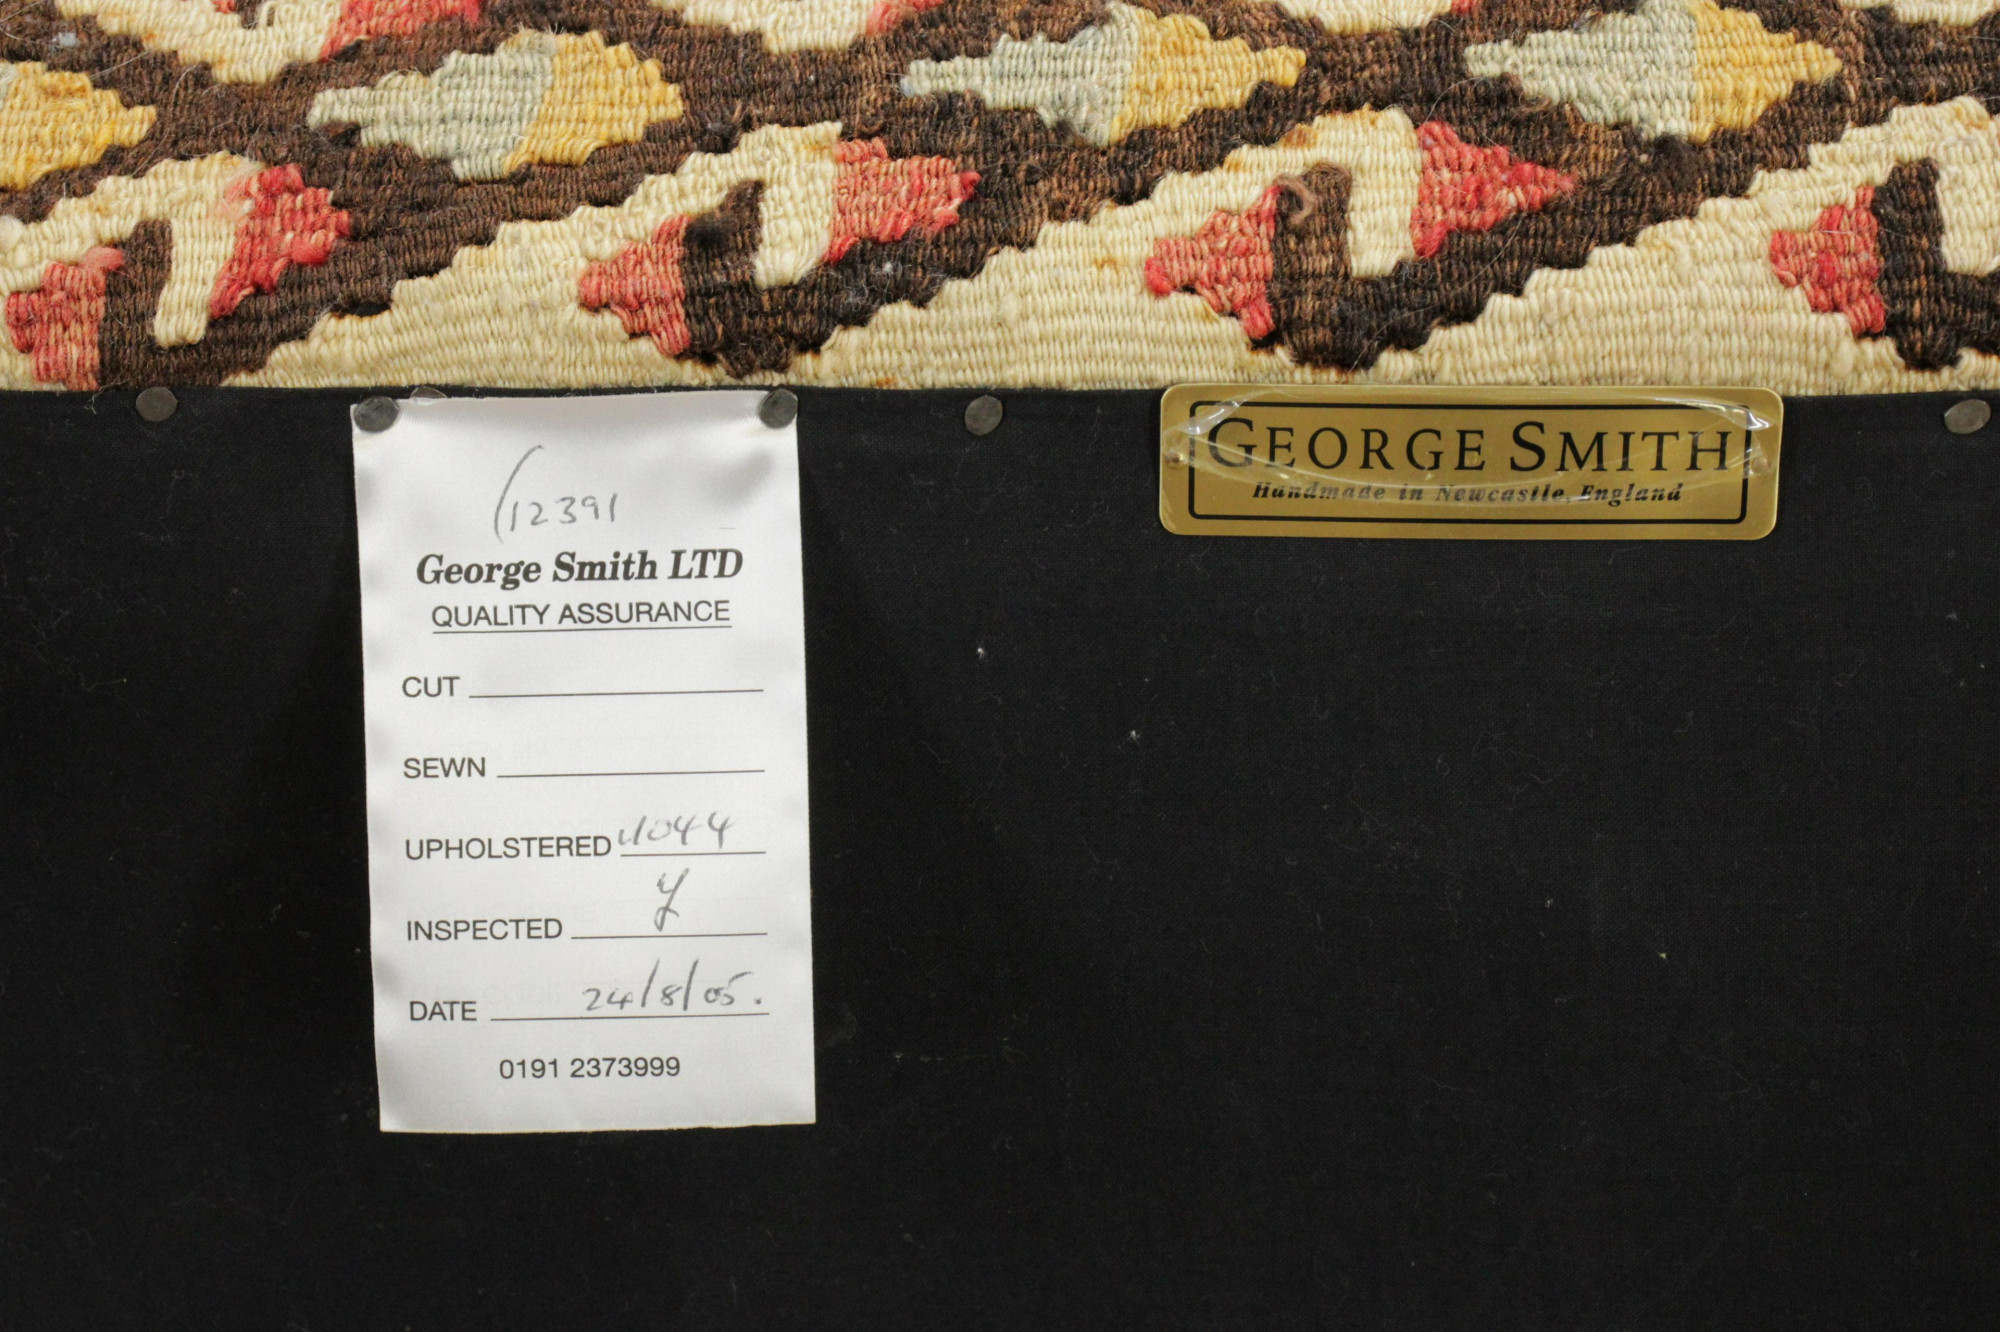 12391
George Smith LTD
QUALITY ASSURANCE
CUT
SEWN
UPHOLSTERED 4044
INSPECTED
DATE 24/8/05.
0191 2373999
GEORGE SMITH
Handmade in Newcastle, England